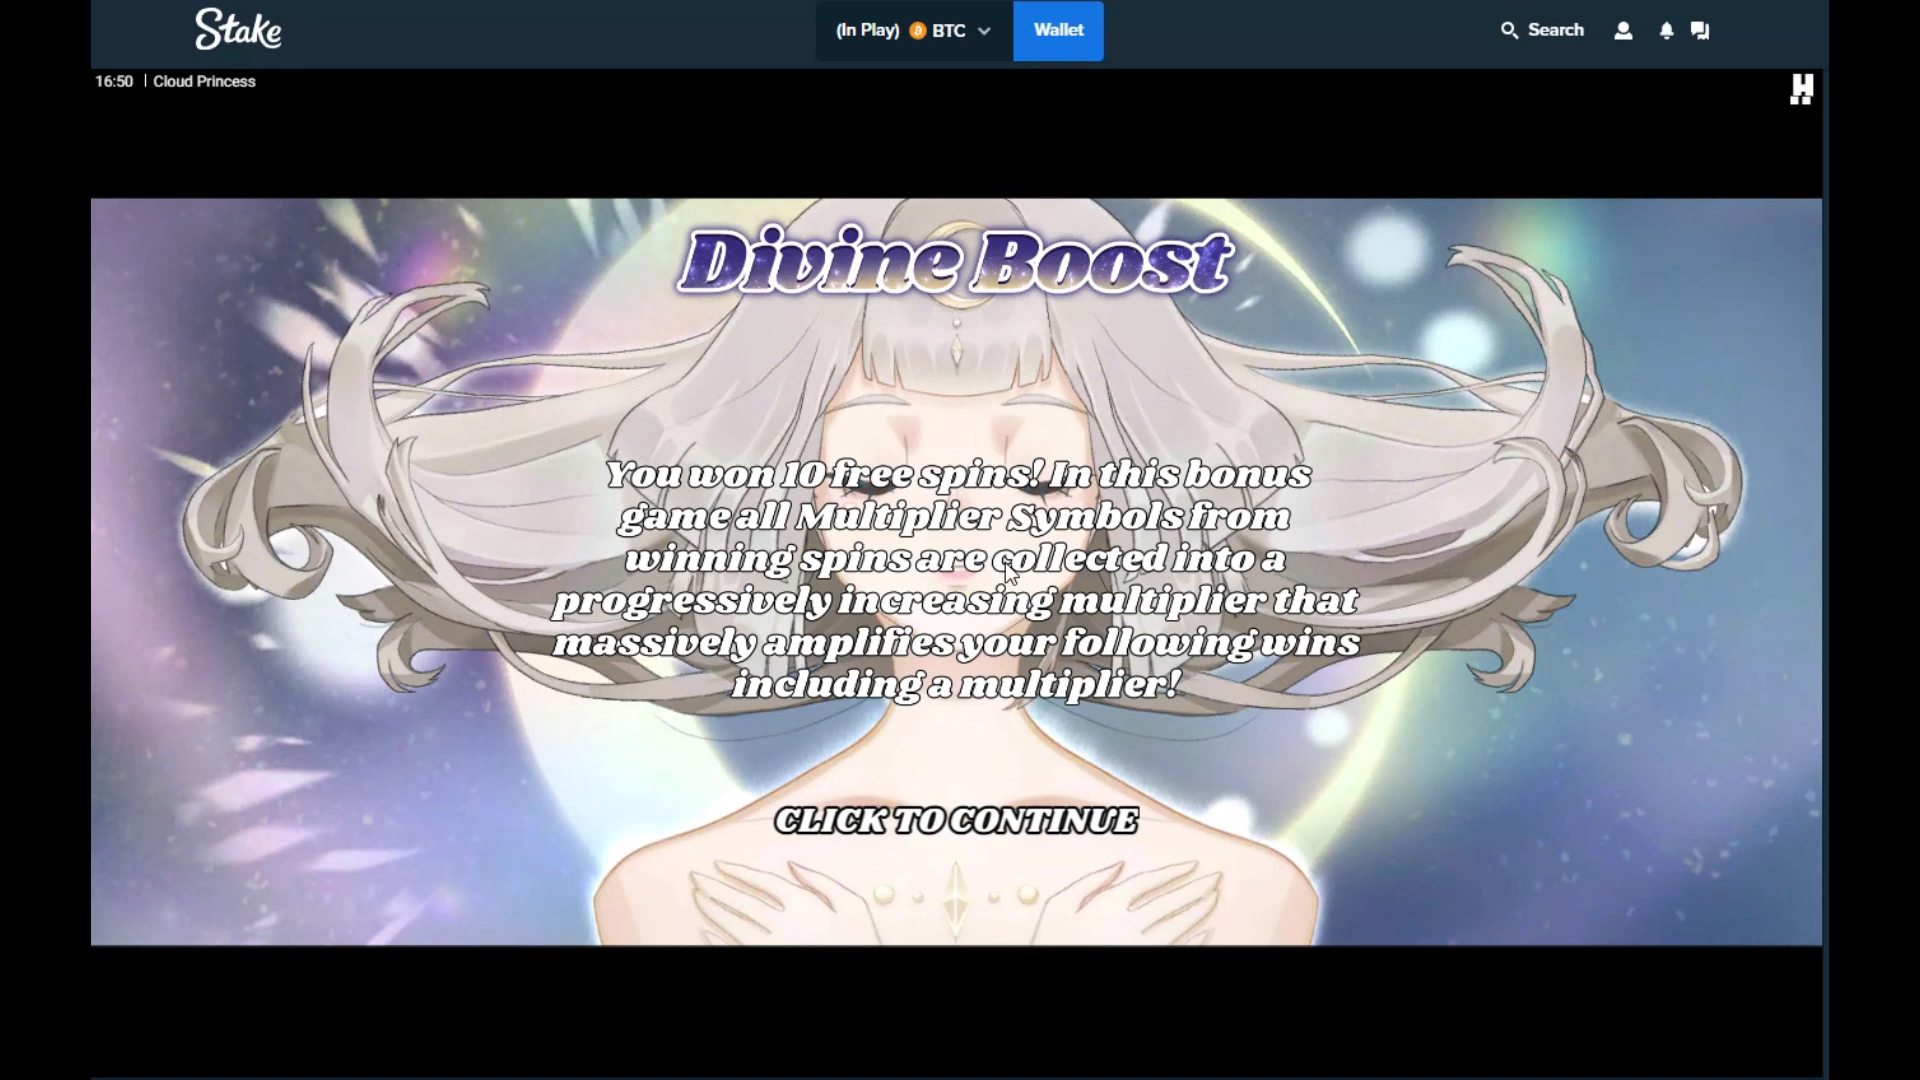 Stake
(In Play) BTC
Wallet
Search
16:50 | Cloud Princess
Divine Boost
You won 10 free spins! In this bonus
game all Multiplier Symbols from
winning spins are collected into a
progressively increasing multiplier that
massively amplifies your following wins
including a multiplier!
CLICK TO CONTINUE